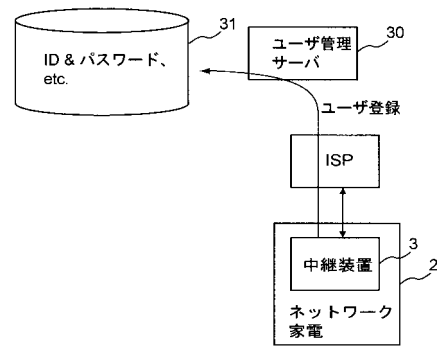 31
ID & パスワード、
etc.
ユーザ管理
サーバ
30
ユーザ登録
ISP
中継装置
3
2
ネットワーク
家電